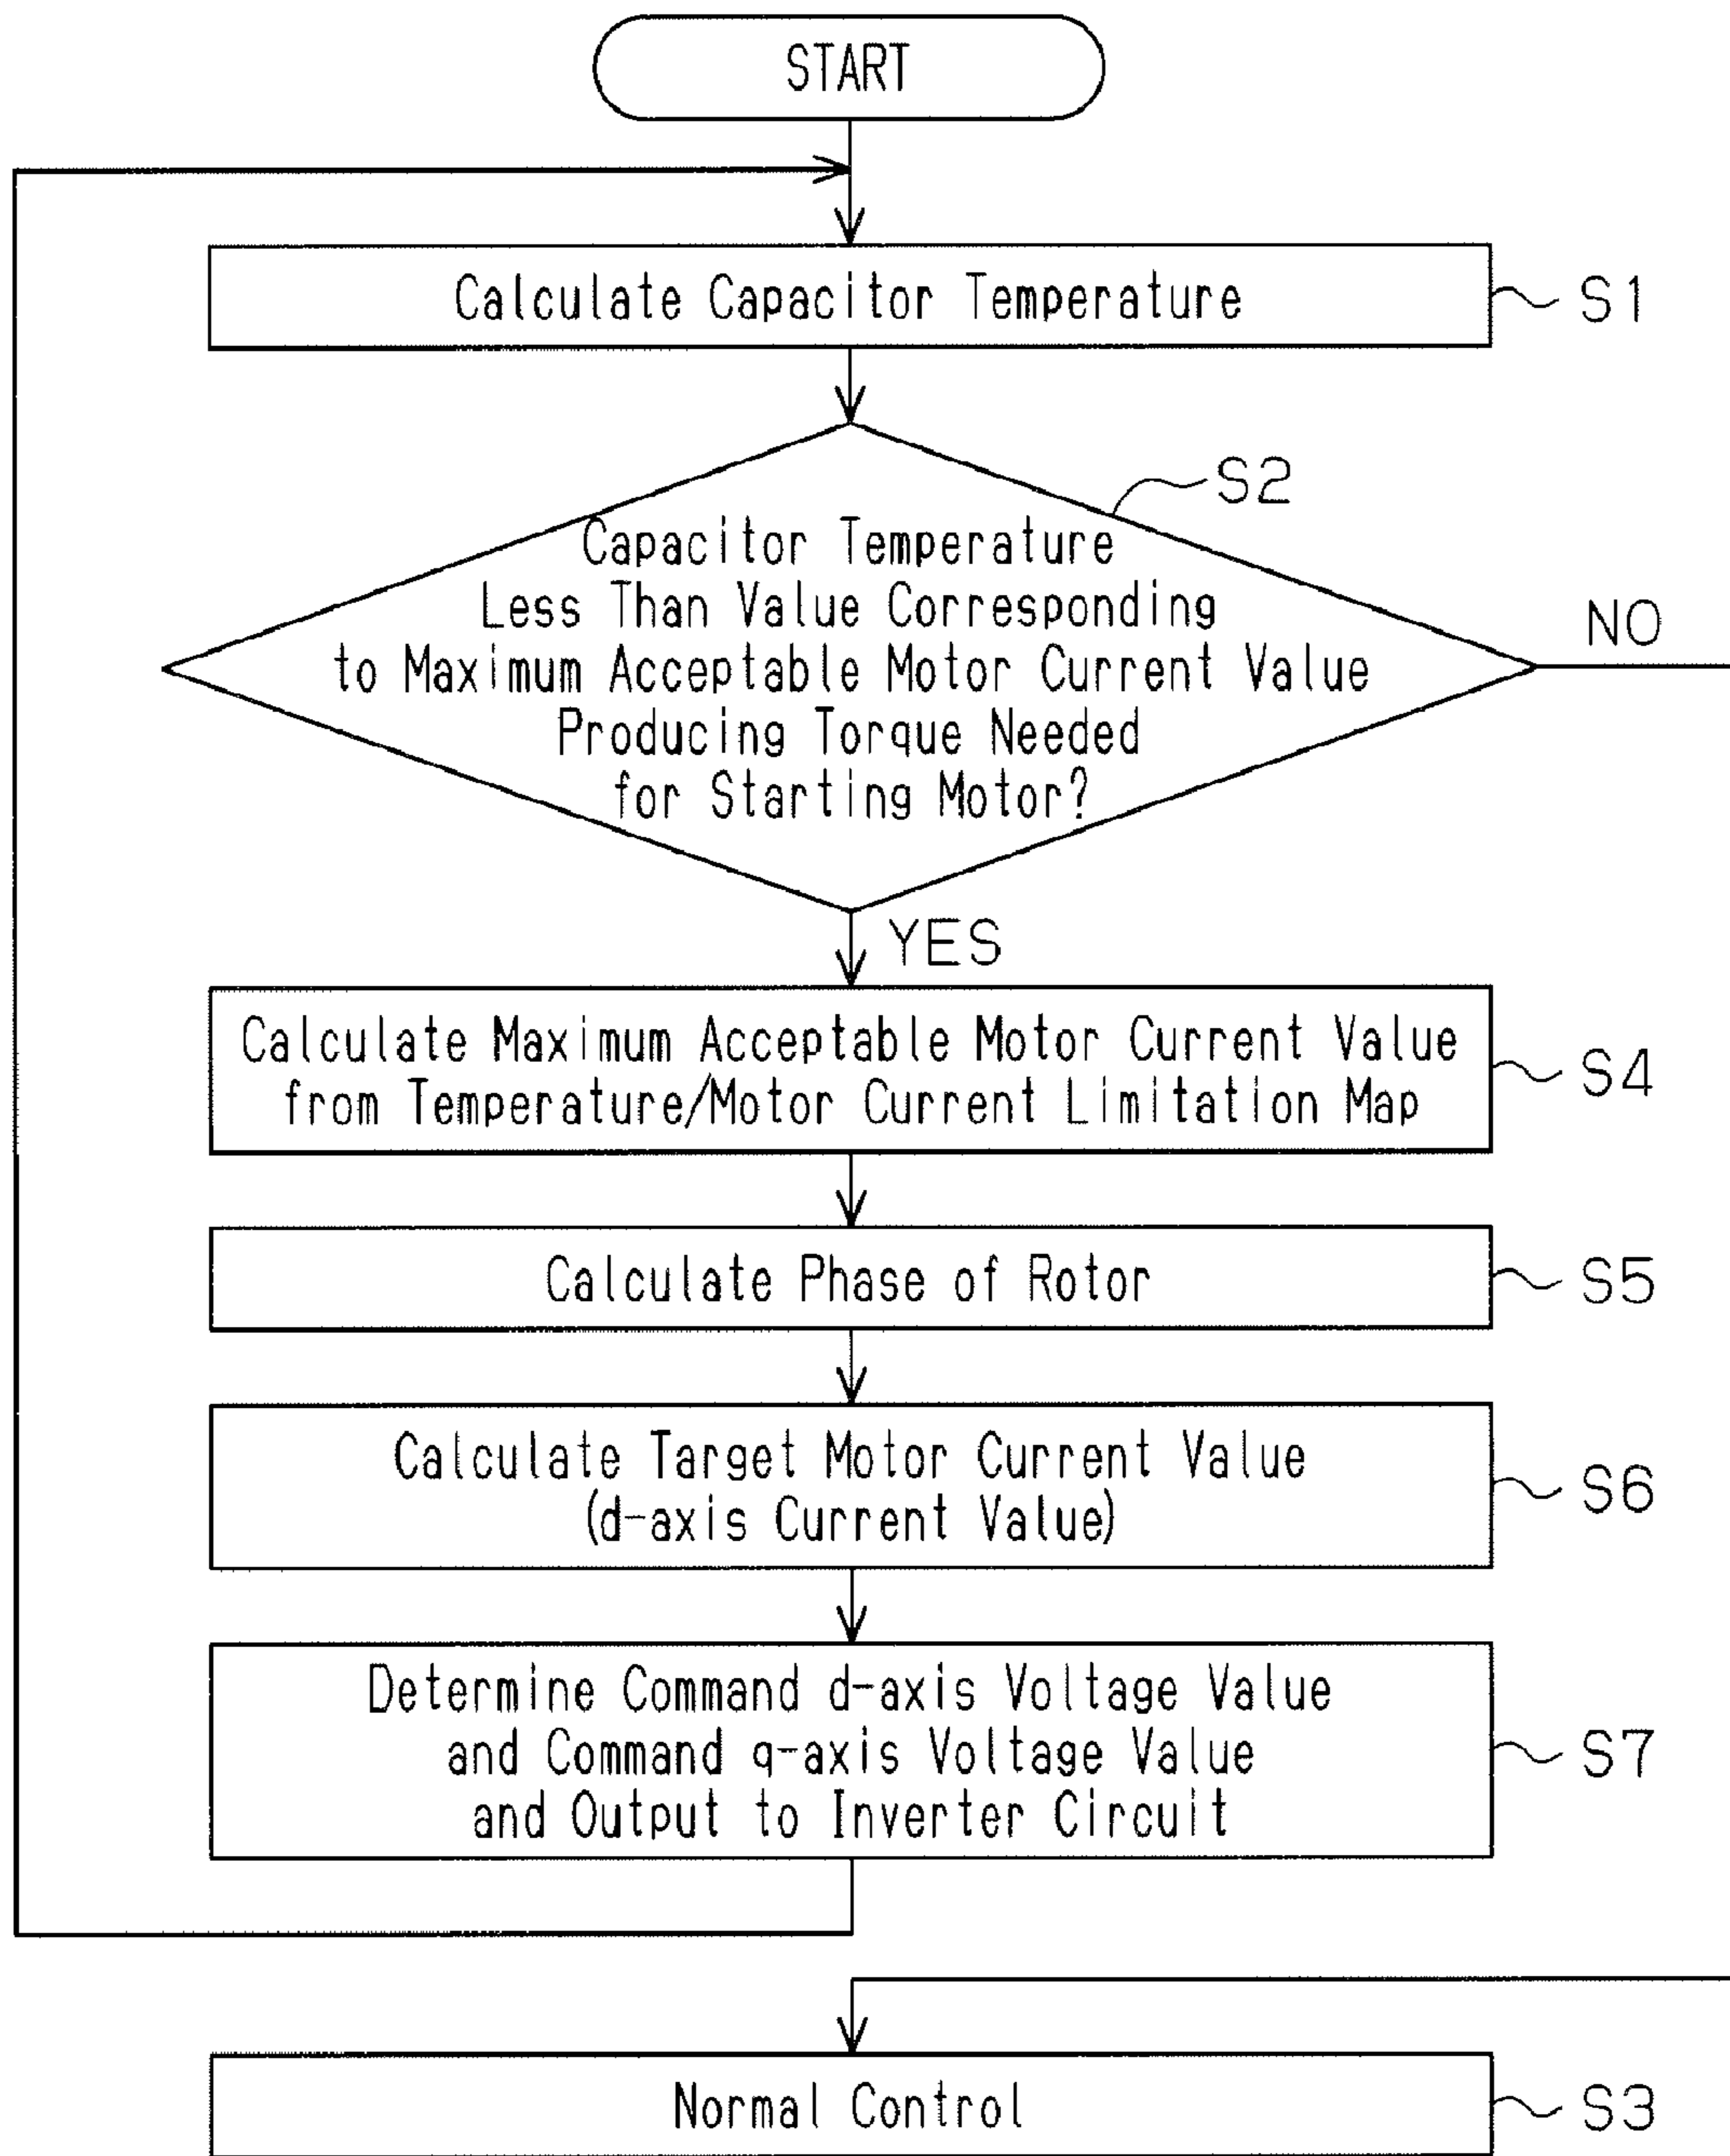 START
Calculate Capacitor Temperature
S1
S2
Capacitor Temperature
Less Than Value Corresponding
to Maximum Acceptable Motor Current Value
Producing Torque Needed
for Starting Motor?
NO
YES
Calculate Maximum Acceptable Motor Current Value
from Temperature/Motor Current Limitation Map
S4
Calculate Phase of Rotor
S5
Calculate Target Motor Current Value
(d-axis Current Value)
S6
Determine Command d-axis Voltage Value
and Command q-axis Voltage Value
and Output to Inverter Circuit
S7
Normal Control
S3